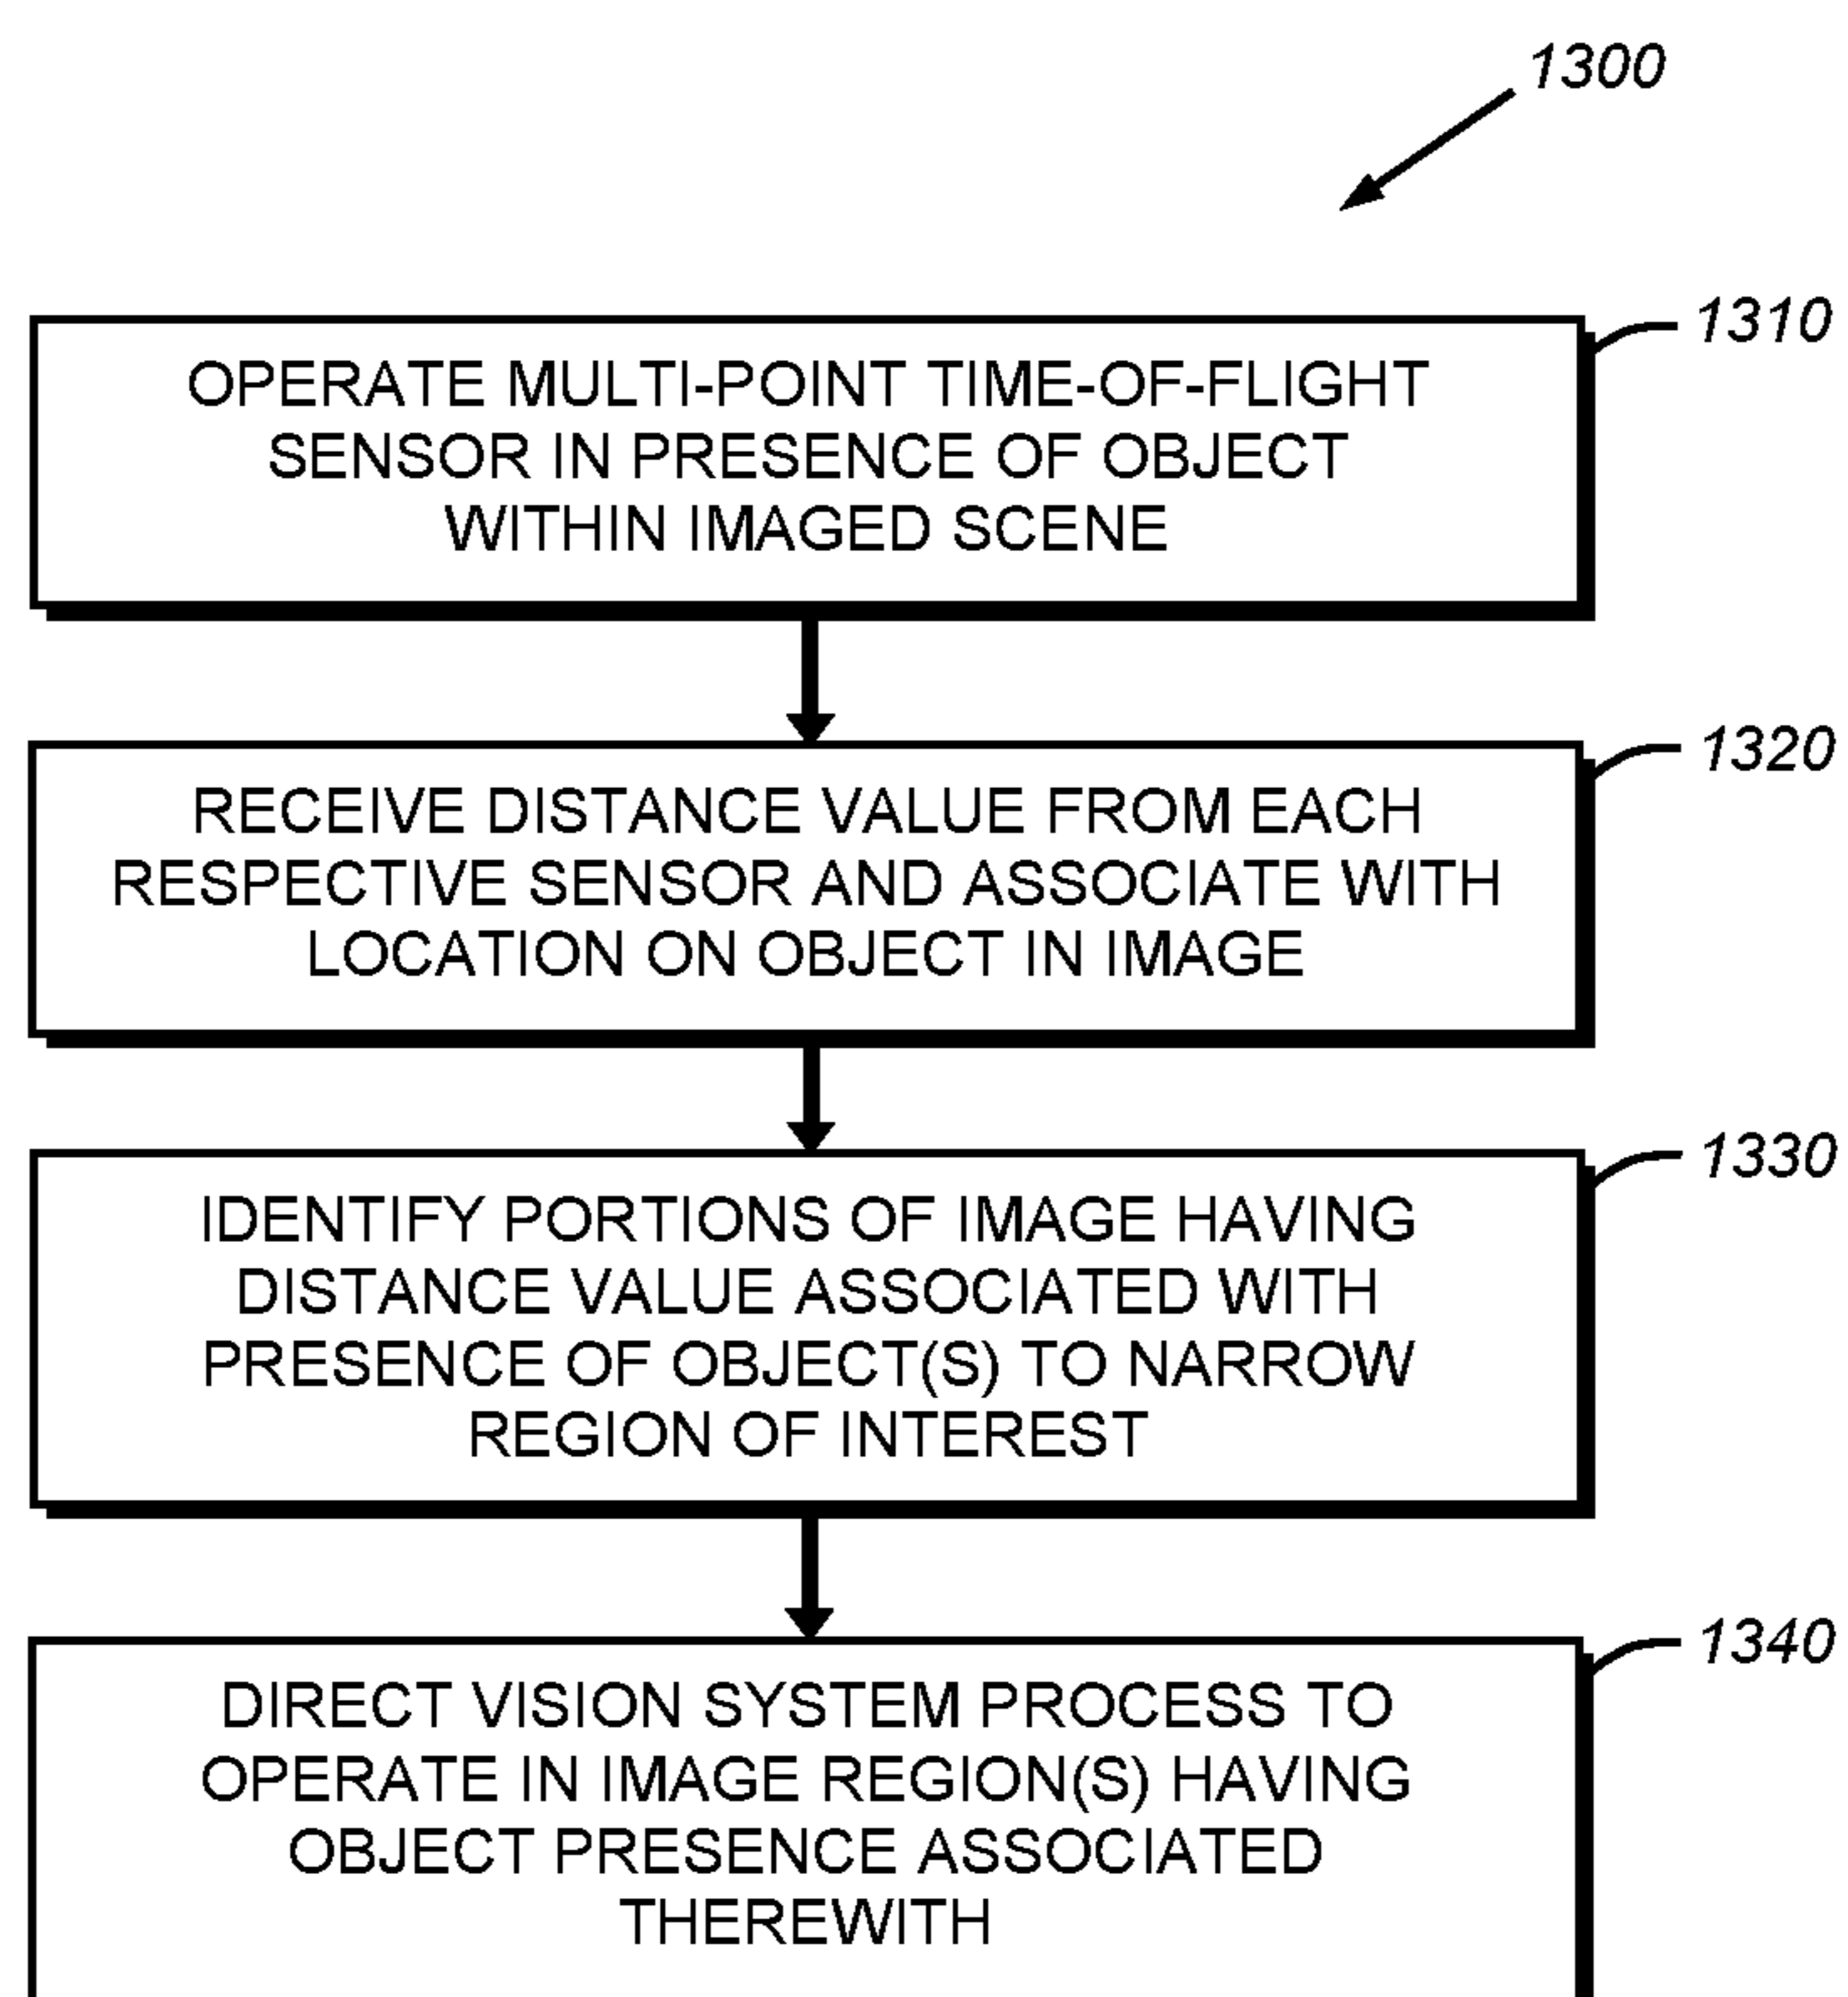 1300
1310
OPERATE MULTI-POINT TIME-OF-FLIGHT
SENSOR IN PRESENCE OF OBJECT
WITHIN IMAGED SCENE
1320
RECEIVE DISTANCE VALUE FROM EACH
RESPECTIVE SENSOR AND ASSOCIATE WITH
LOCATION ON OBJECT IN IMAGE
1330
IDENTIFY PORTIONS OF IMAGE HAVING
DISTANCE VALUE ASSOCIATED WITH
PRESENCE OF OBJECT(S) TO NARROW
REGION OF INTEREST
1340
DIRECT VISION SYSTEM PROCESS TO
OPERATE IN IMAGE REGION(S) HAVING
OBJECT PRESENCE ASSOCIATED
THEREWITH